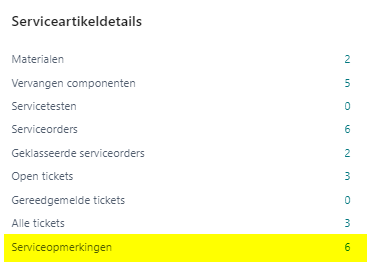 Serviceartikeldetails
Materialen 2
Vervangen componenten 5
Servicetesten 0
Serviceorders 6
Geklasseerde serviceorders 2
Open tickets 3
Gereedgemelde tickets 0
Alle tickets 3
Serviceopmerkingen 6